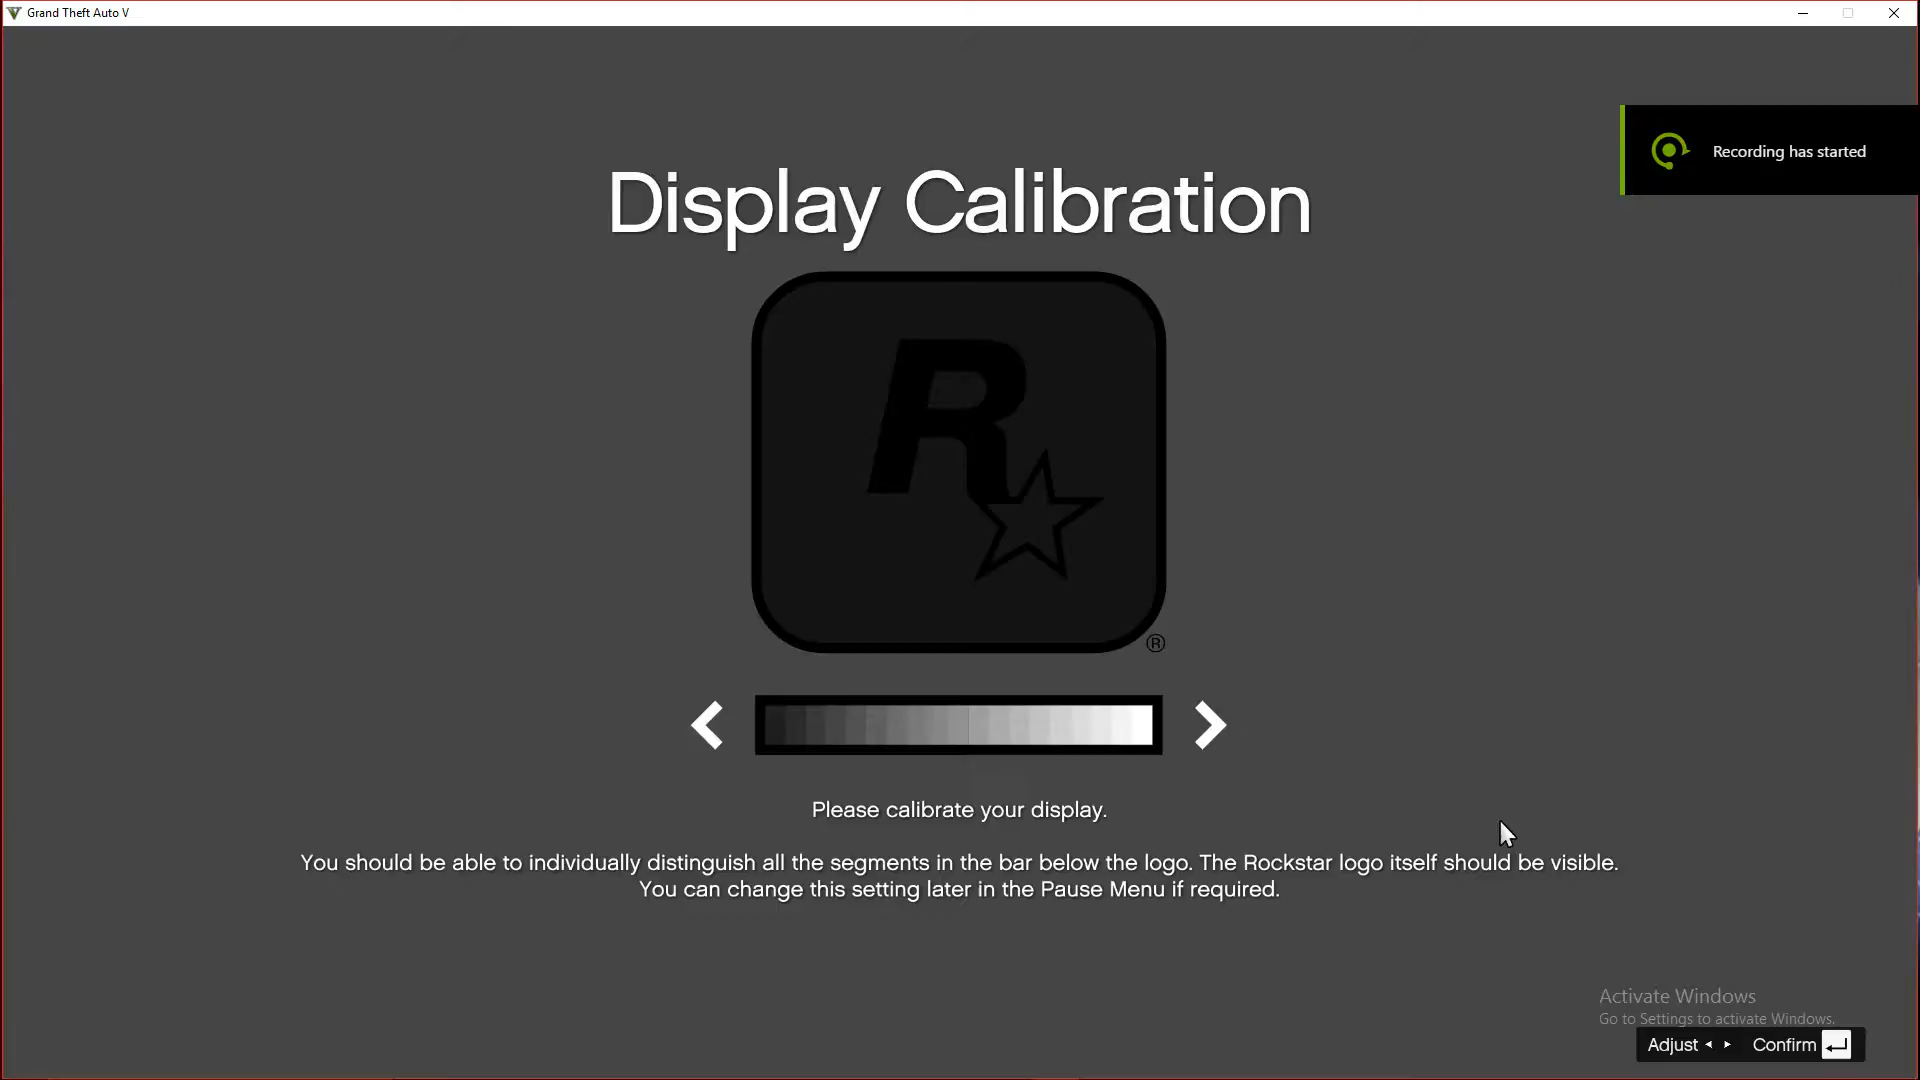 Grand Theft Auto V
Recording has started
Display Calibration
R
®
Please calibrate your display.
You should be able to individually distinguish all the segments in the bar below the logo. The Rockstar logo itself should be visible.
You can change this setting later in the Pause Menu if required.
Activate Windows
Go to Settings to activate Windows.
Adjust Confirm